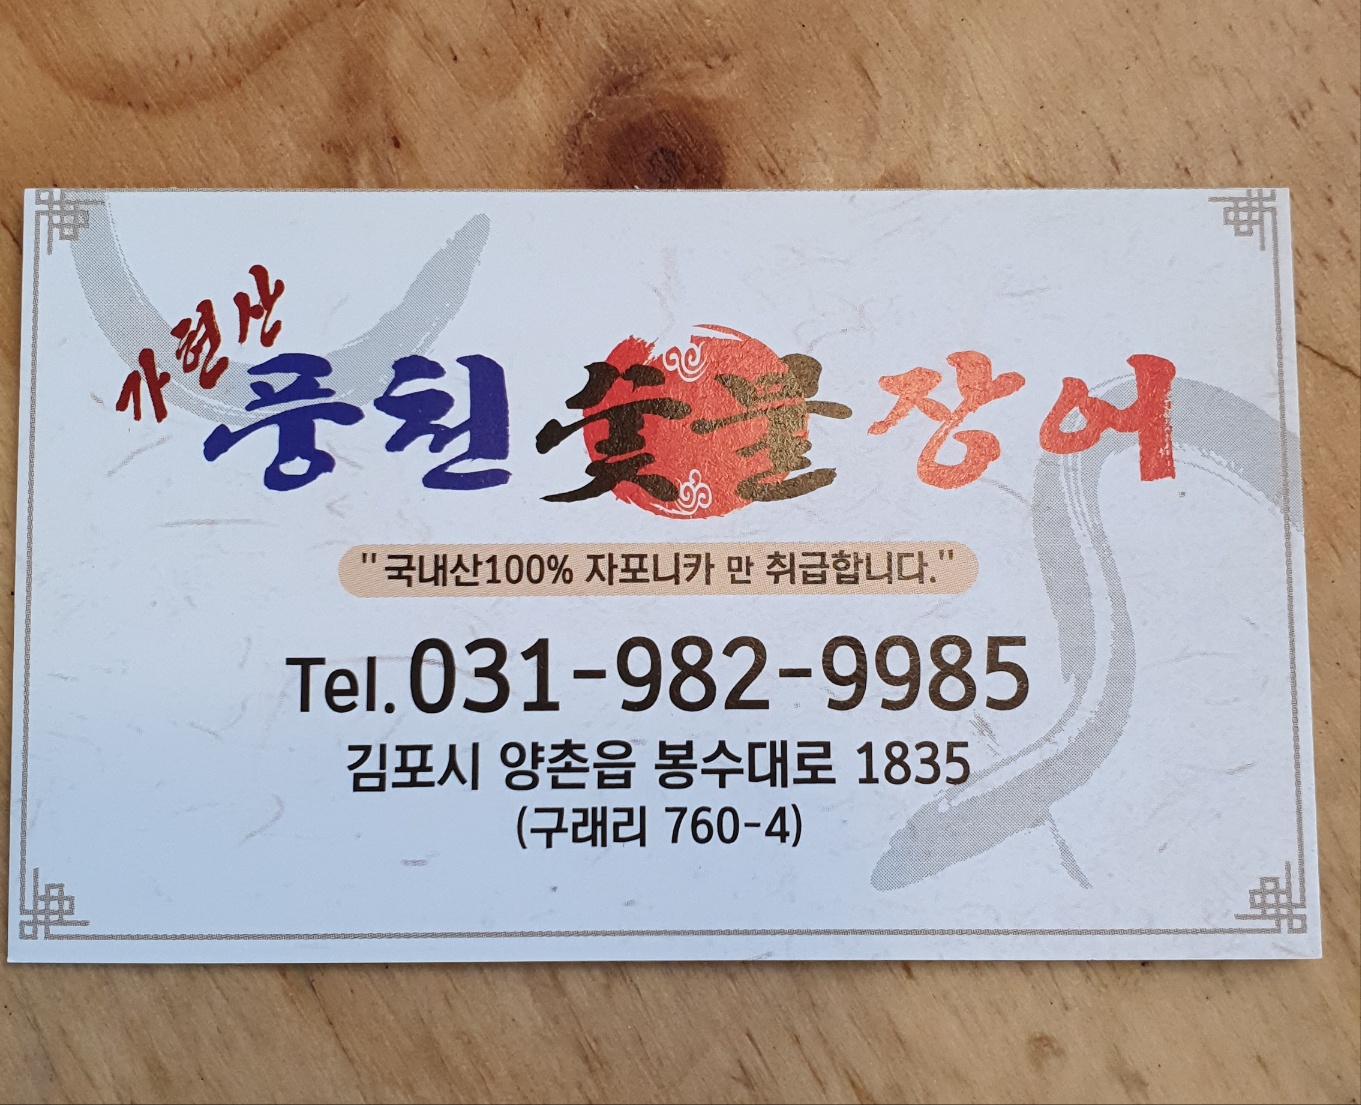 가현산
풍천숯불장어
"국내산100% 자포니카 만 취급합니다."
Tel. 031-982-9985
김포시 양촌읍 봉수대로 1835
(구래리 760-4)